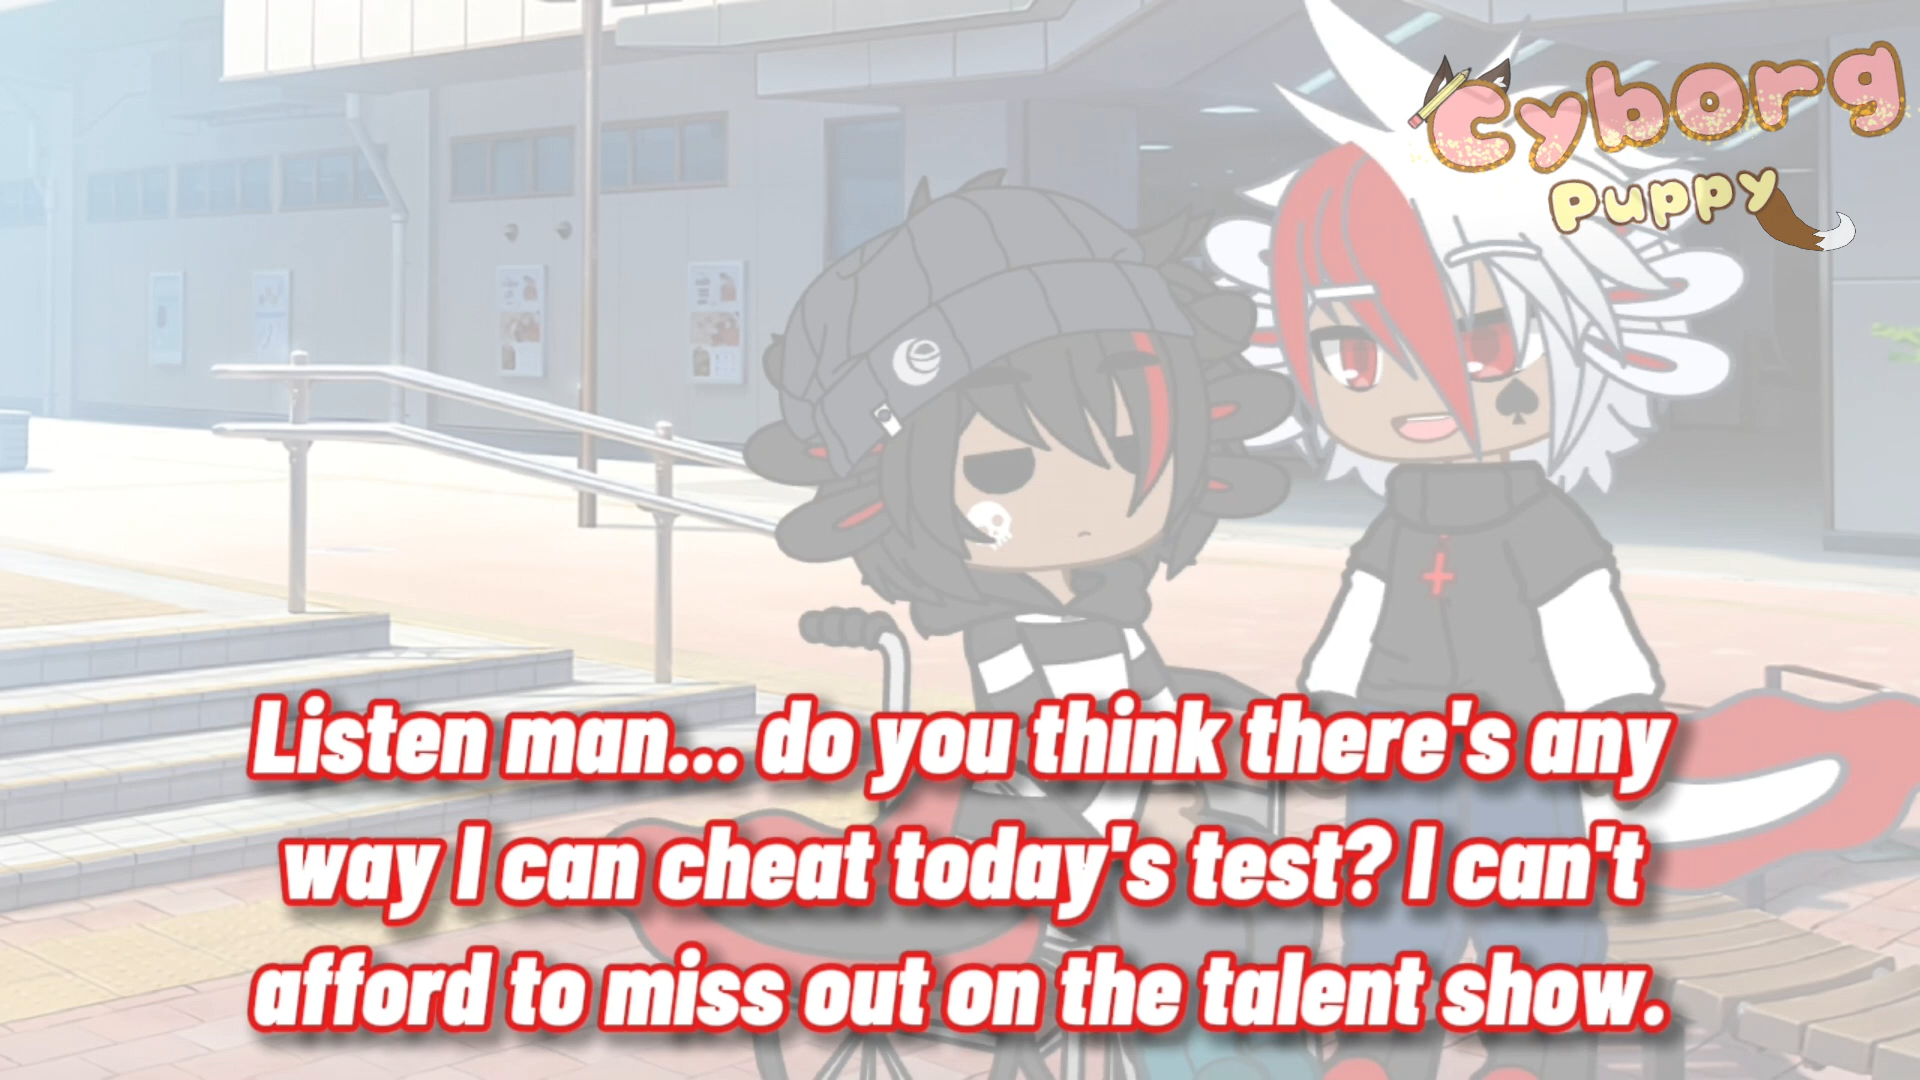 Cyborg
Puppy
Listen man... do you think there's any
way I can cheat today's test? I can't
afford to miss out on the talent show.